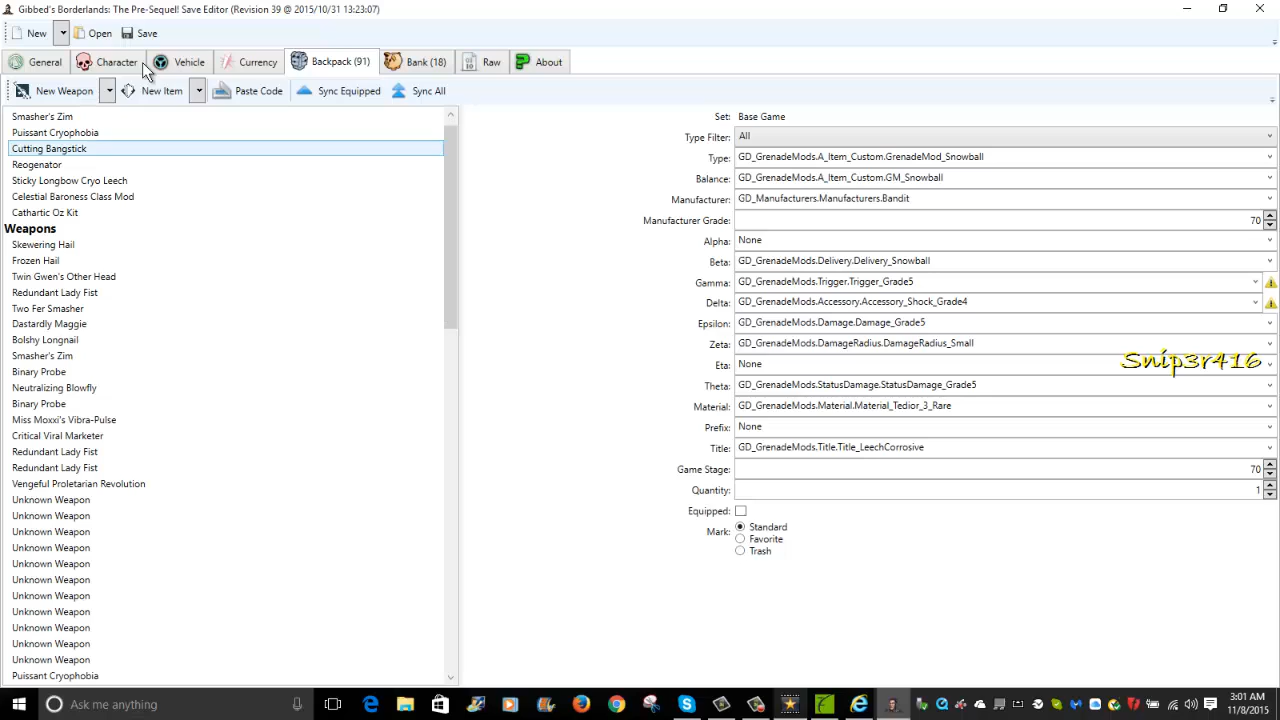 Gibbed's Borderlands: The Pre-Sequel! Save Editor (Revision 39 @ 2015/10/31 13:23:07)
New Open Save
General Character Vehicle Currency Backpack (91) Bank (18) Raw About
New Weapon New Item Paste Code Sync Equipped Sync All
Smasher's Zim
Puissant Cryophobia
Cutting Bangstick
Reogenator
Sticky Longbow Cryo Leech
Celestial Baroness Class Mod
Cathartic Oz Kit
Weapons
Skewering Hail
Frozen Hail
Twin Gwen's Other Head
Redundant Lady Fist
Two Fer Smasher
Dastardly Maggie
Bolshy Longnail
Smasher's Zim
Binary Probe
Neutralizing Blowfly
Binary Probe
Miss Moxxi's Vibra-Pulse
Critical Viral Marketer
Redundant Lady Fist
Redundant Lady Fist
Vengeful Proletarian Revolution
Unknown Weapon
Unknown Weapon
Unknown Weapon
Unknown Weapon
Unknown Weapon
Unknown Weapon
Unknown Weapon
Unknown Weapon
Unknown Weapon
Unknown Weapon
Unknown Weapon
Puissant Cryophobia
Set: Base Game
Type Filter: All
Type: GD_GrenadeMods.A_Item_Custom.GrenadeMod_Snowball
Balance: GD_GrenadeMods.A_Item_Custom.GM_Snowball
Manufacturer: GD_Manufacturers.Manufacturers.Bandit
Manufacturer Grade: 70
Alpha: None
Beta: GD_GrenadeMods.Delivery.Delivery_Snowball
Gamma: GD_GrenadeMods.Trigger.Trigger_Grade5
Delta: GD_GrenadeMods.Accessory.Accessory_Shock_Grade4
Epsilon: GD_GrenadeMods.Damage.Damage_Grade5
Zeta: GD_GrenadeMods.DamageRadius.DamageRadius_Small
Eta: None
Snip3r416
Theta: GD_GrenadeMods.StatusDamage.StatusDamage_Grade5
Material: GD_GrenadeMods.Material.Material_Tedior_3_Rare
Prefix: None
Title: GD_GrenadeMods.Title.Title_LeechCorrosive
Game Stage: 70
Quantity: 1
Equipped:
Mark: Standard
Favorite
Trash
Ask me anything
3:01 AM
11/8/2015